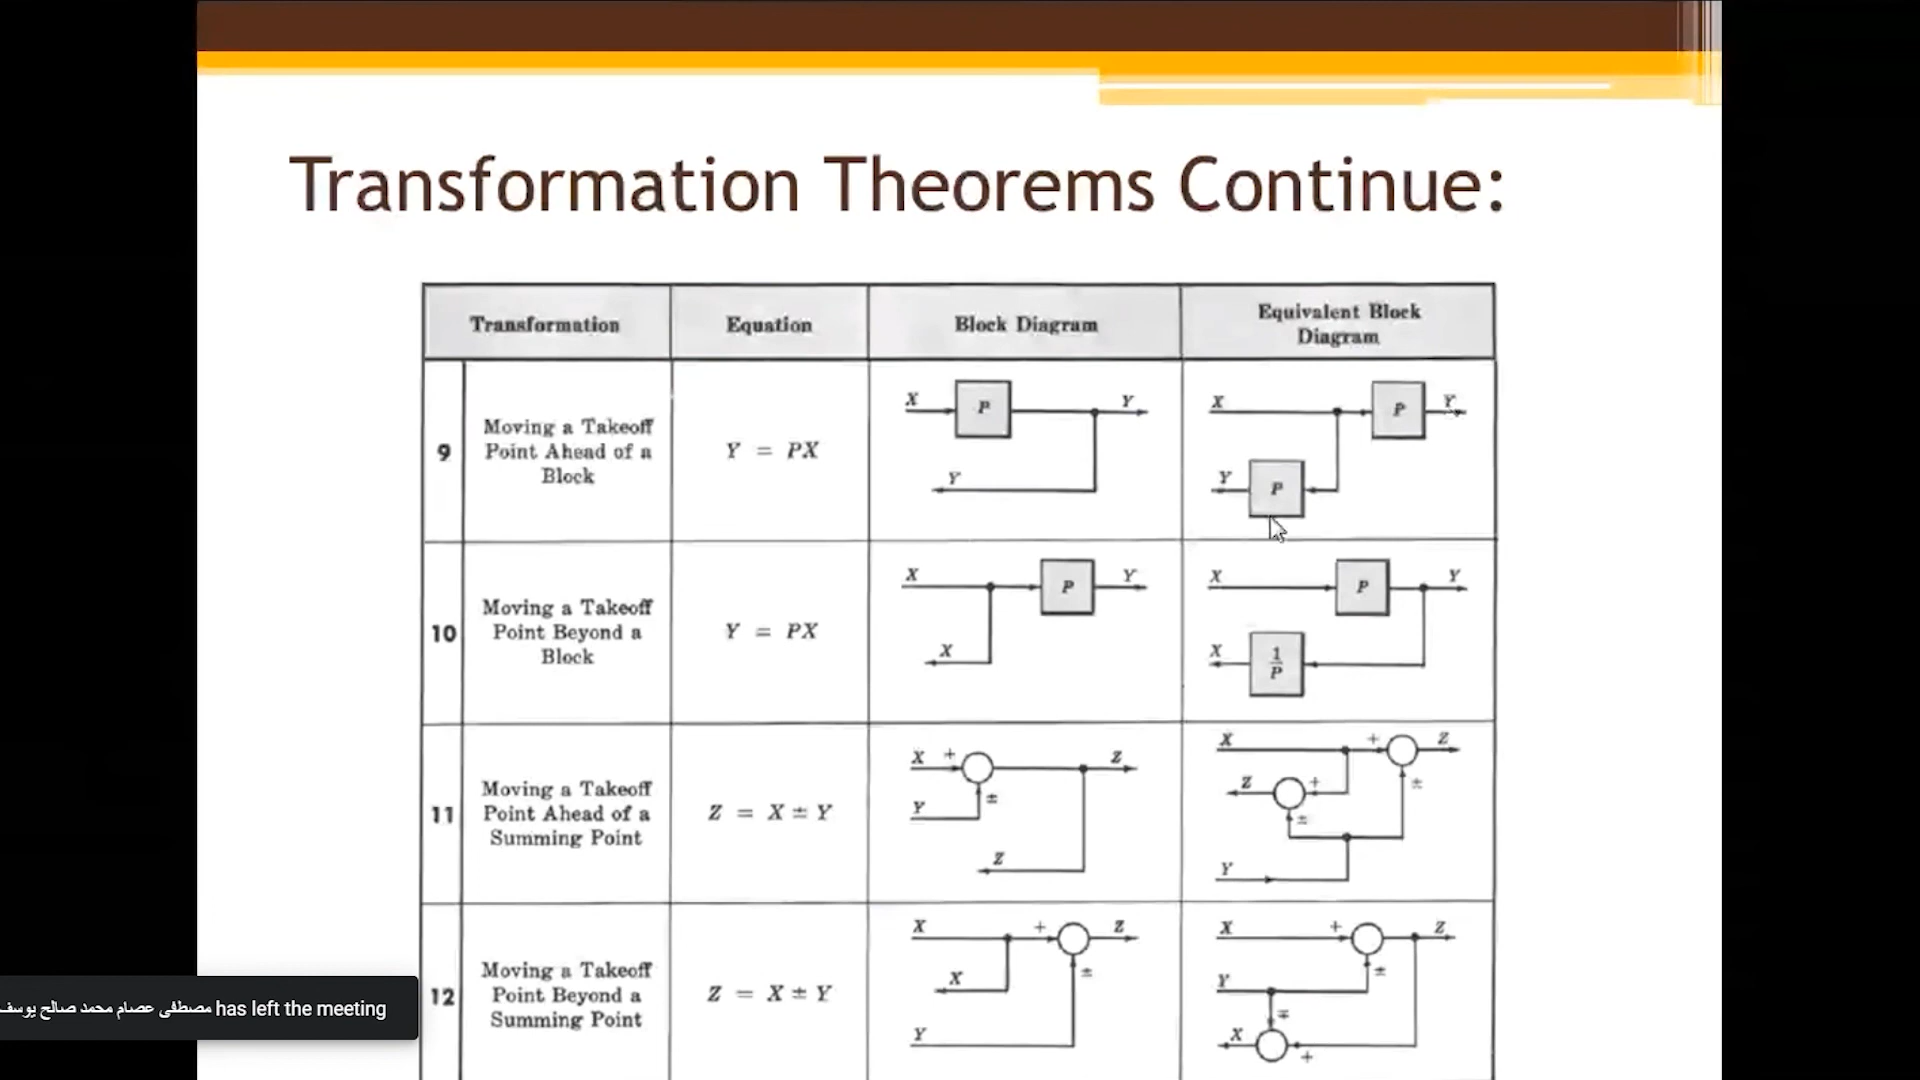 Transformation Theorems Continue:
Transformation
Equation
Block Diagram
Equivalent Block
Diagram
9
Moving a Takeoff
Point Ahead of a
Block
Y = PX
X
P
Y
Y
X
P
Y
Y
P
10
Moving a Takeoff
Point Beyond a
Block
Y = PX
X
P
Y
X
X
P
Y
X
1
P
11
Moving a Takeoff
Point Ahead of a
Summing Point
Z = X ± Y
X +
Z
Y
±
Z
X
+
Z
Z
+
±
±
Y
12
Moving a Takeoff
Point Beyond a
Summing Point
Z = X ± Y
X
+
Z
X
±
Y
X
+
Z
Y
±
∓
X
+
مصطفى عصام محمد صالح يوسف has left the meeting